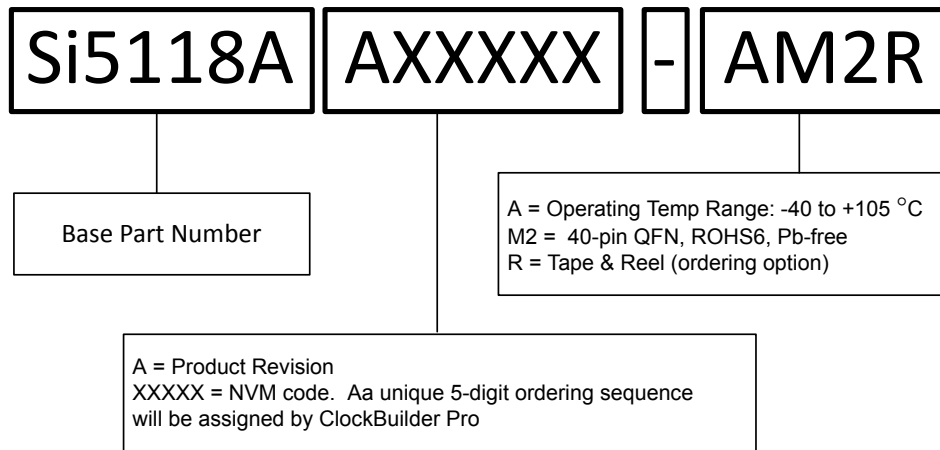 Si5118A AXXXXX - AM2R
Base Part Number
A = Operating Temp Range: -40 to +105 °C
M2 = 40-pin QFN, ROHS6, Pb-free
R = Tape & Reel (ordering option)
A = Product Revision
XXXXX = NVM code. Aa unique 5-digit ordering sequence
will be assigned by ClockBuilder Pro